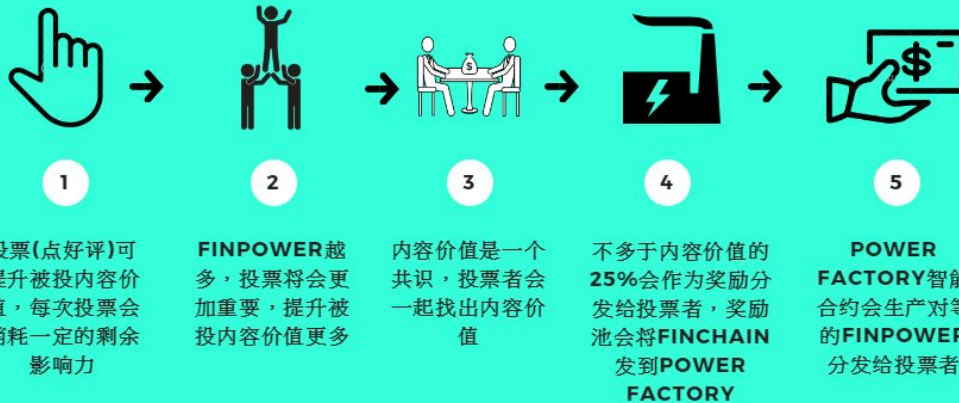 1
投票(点好评)可
提升被投内容价
值，每次投票会
消耗一定的剩余
影响力
2
FINPOWER越
多，投票将会更
加重要，提升被
投内容价值更多
3
内容价值是一个
共识，投票者会
一起找出内容价
值
4
不多于内容价值的
25%会作为奖励分
发给投票者，奖励
池会将FINCHAIN
发到POWER
FACTORY
5
POWER
FACTORY智能
合约会生产对等
的FINPOWER
分发给投票者